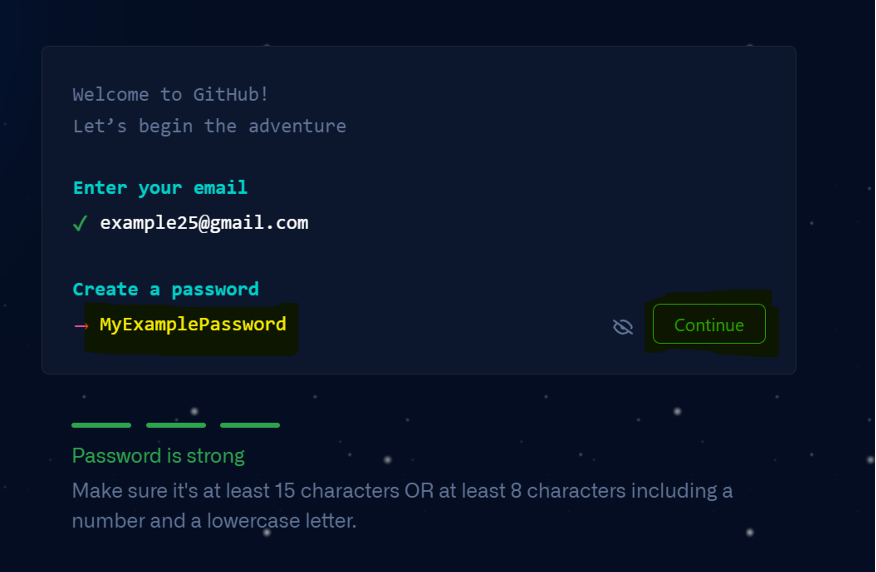 Welcome to GitHub!
Let’s begin the adventure
Enter your email
✓ example25@gmail.com
Create a password
→ MyExamplePassword
Continue
Password is strong
Make sure it's at least 15 characters OR at least 8 characters including a
number and a lowercase letter.